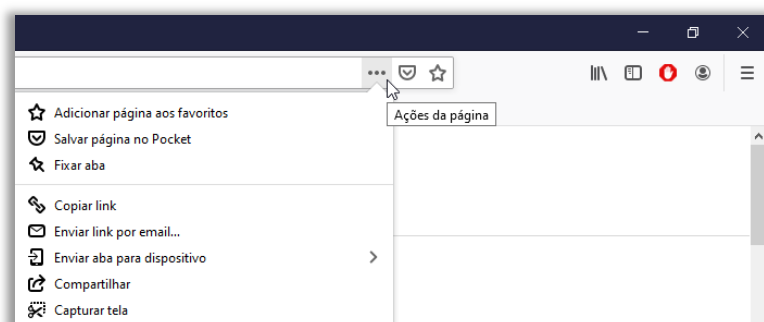 Ações da página
Adicionar página aos favoritos
Salvar página no Pocket
Fixar aba
Copiar link
Enviar link por email...
Enviar aba para dispositivo
Compartilhar
Capturar tela